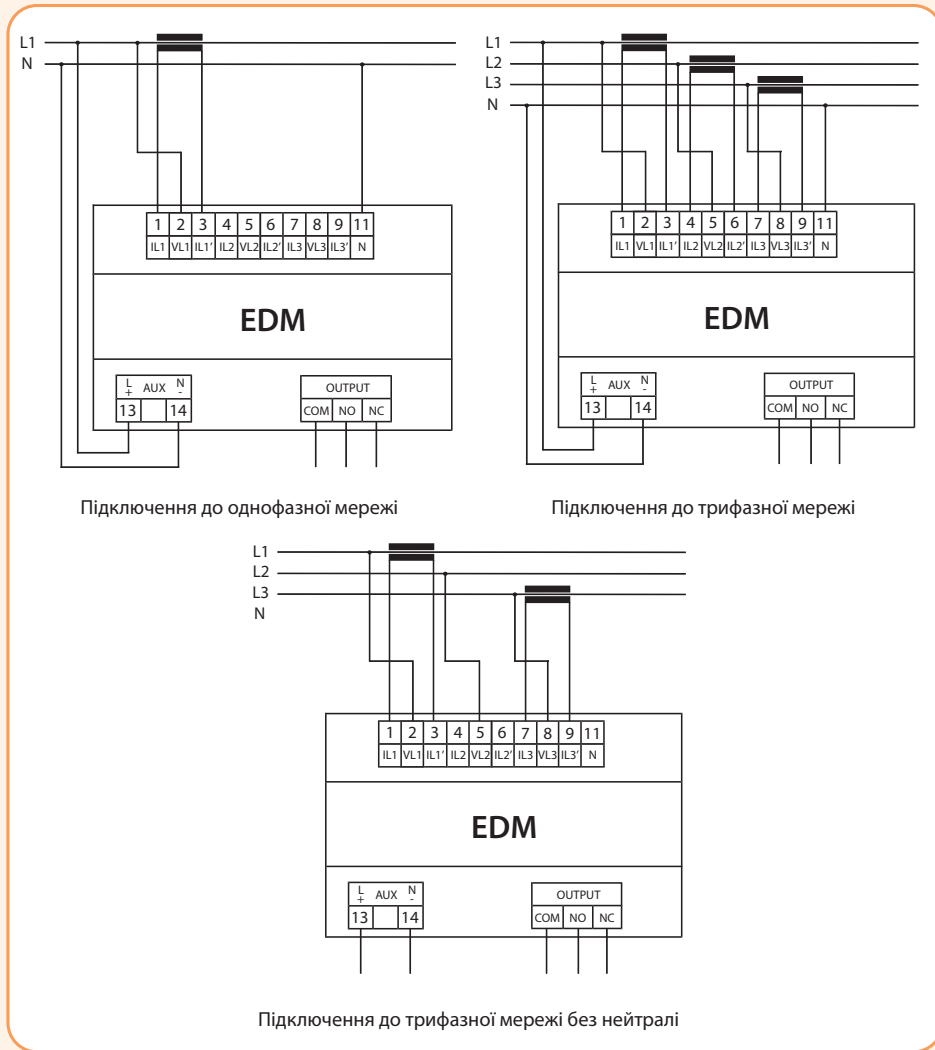 L1
N
1 2 3 4 5 6 7 8 9 11
IL1 VL1 IL1' IL2 VL2 IL2' IL3 VL3 IL3' N
EDM
L + AUX N -
13 14
OUTPUT
COM NO NC
Підключення до однофазної мережі
L1
L2
L3
N
1 2 3 4 5 6 7 8 9 11
IL1 VL1 IL1' IL2 VL2 IL2' IL3 VL3 IL3' N
EDM
L + AUX N -
13 14
OUTPUT
COM NO NC
Підключення до трифазної мережі
L1
L2
L3
N
1 2 3 4 5 6 7 8 9 11
IL1 VL1 IL1' IL2 VL2 IL2' IL3 VL3 IL3' N
EDM
L + AUX N -
13 14
OUTPUT
COM NO NC
Підключення до трифазної мережі без нейтралі